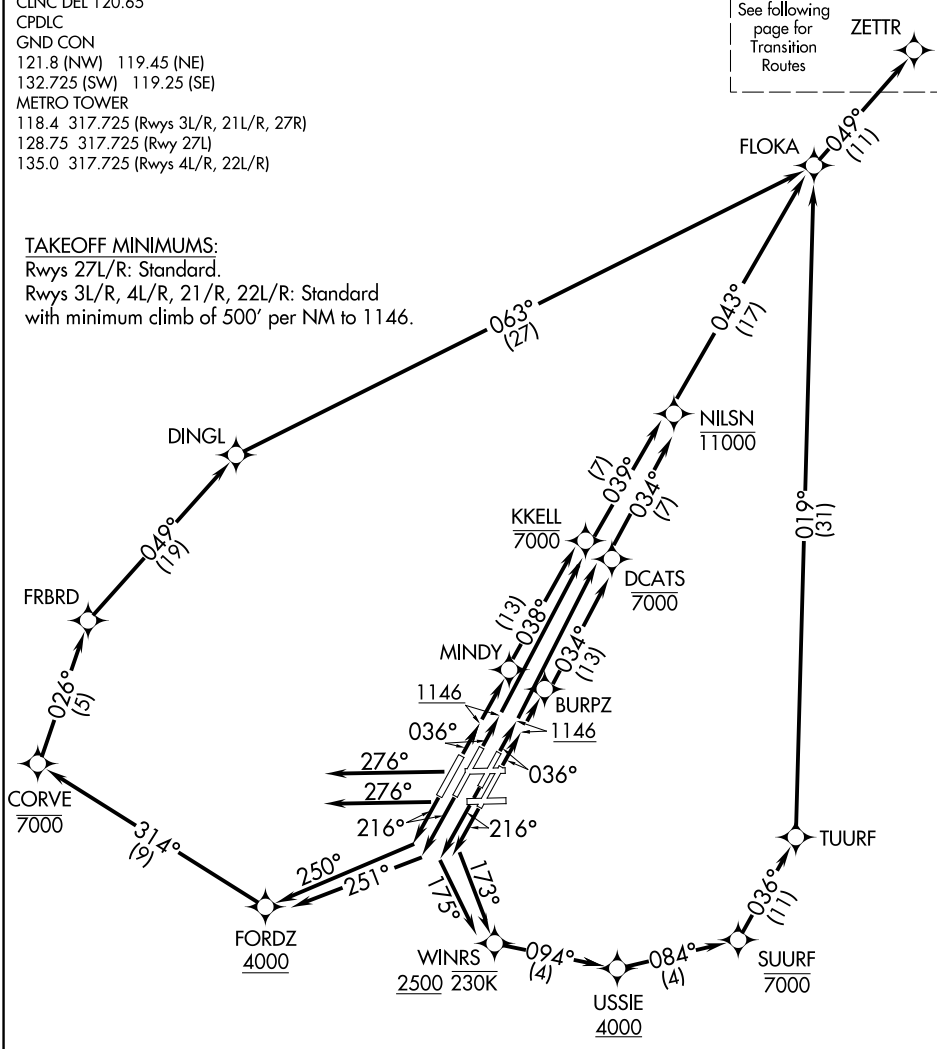 CLNC DEL 120.65
CPDLC
GND CON
121.8 (NW) 119.45 (NE)
132.725 (SW) 119.25 (SE)
METRO TOWER
118.4 317.725 (Rwys 3L/R, 21L/R, 27R)
128.75 317.725 (Rwy 27L)
135.0 317.725 (Rwys 4L/R, 22L/R)
See following
page for
Transition
Routes
ZETTR
049°
(11)
FLOKA
TAKEOFF MINIMUMS:
Rwys 27L/R: Standard.
Rwys 3L/R, 4L/R, 21/R, 22L/R: Standard
with minimum climb of 500' per NM to 1146.
063°
(27)
043°
(17)
DINGL
NILSN
11000
(7)
039°
034°
(7)
049°
(19)
KKELL
7000
019°
(31)
DCATS
7000
FRBRD
(13)
038°
034°
(13)
MINDY
026°
(5)
1146
BURPZ
036°
1146
276°
036°
CORVE
7000
276°
216°
216°
314°
(9)
TUURF
250°
251°
175°
173°
036°
(11)
FORDZ
4000
WINRS
2500 230K
094°
(4)
084°
(4)
SUURF
7000
USSIE
4000